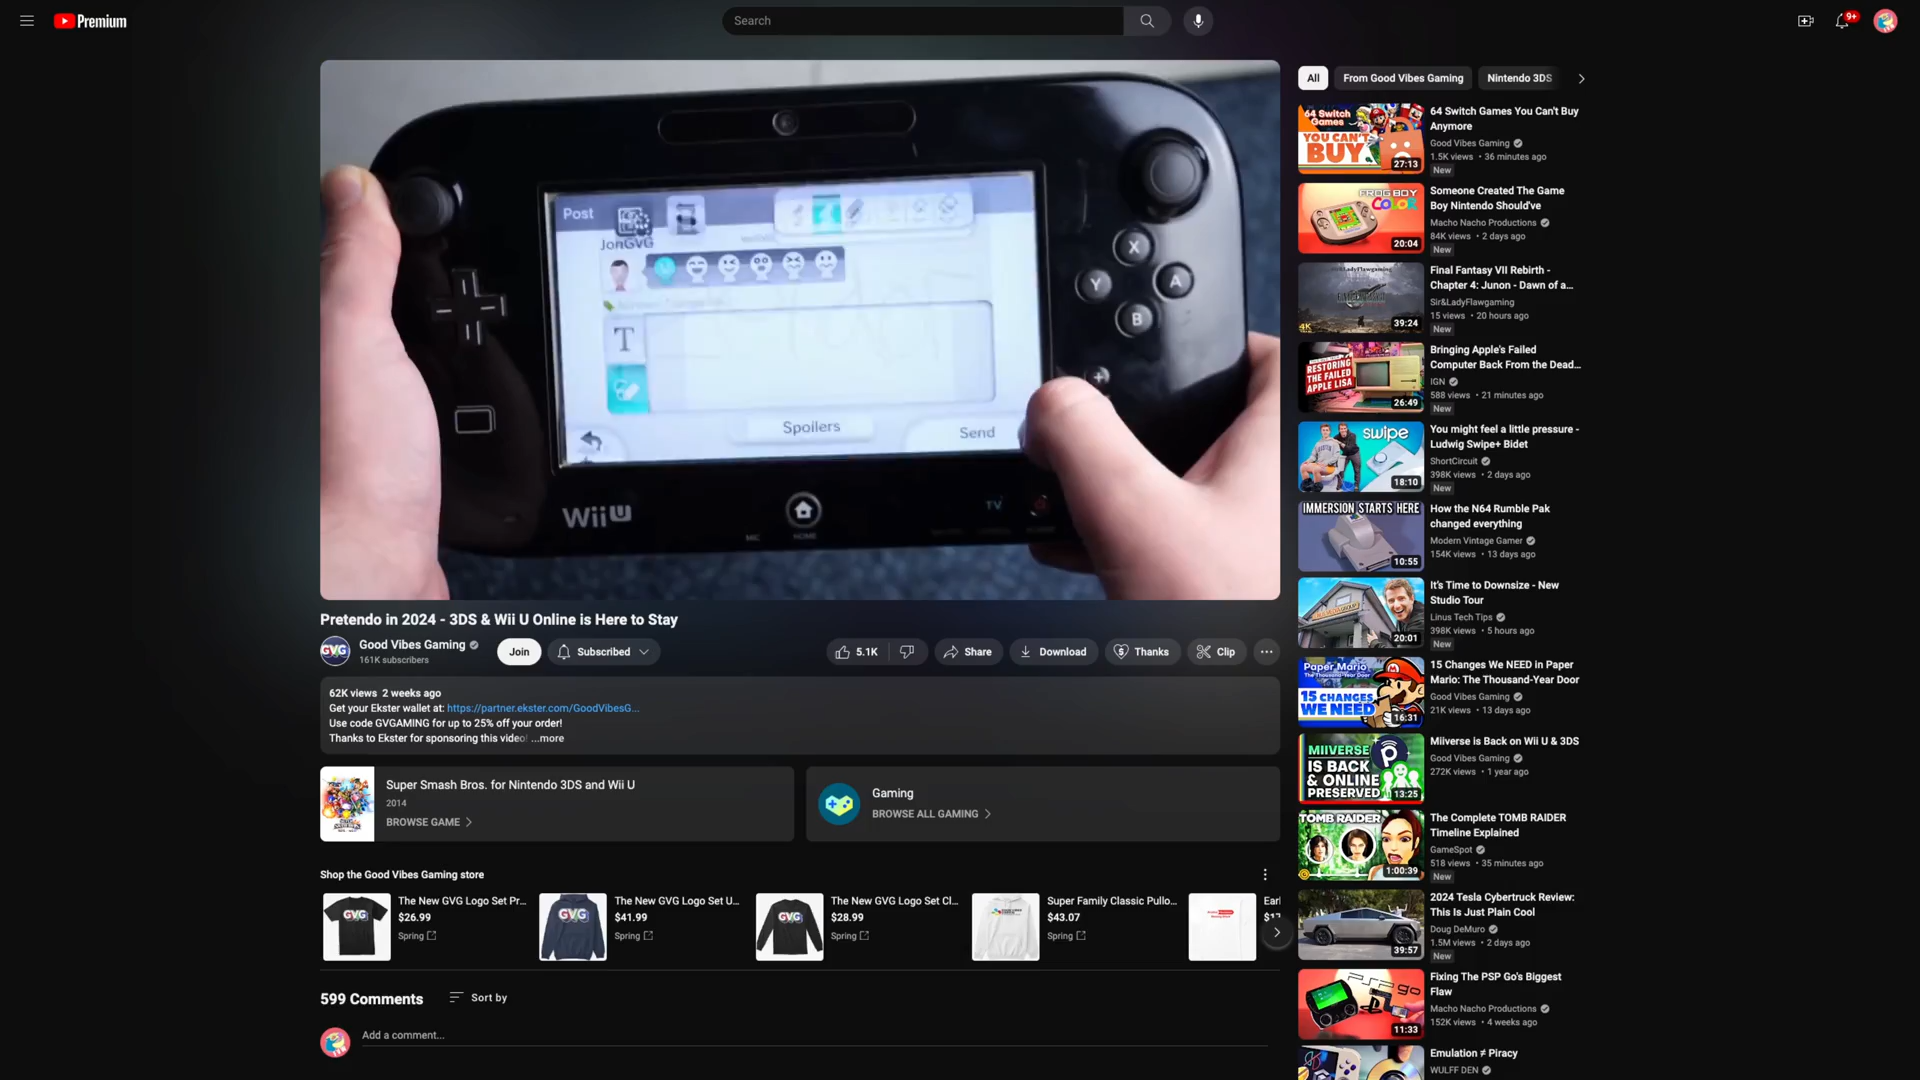 Premium
Search
9+
Post
JonGVG
T
Spoilers
Send
X
Y
A
B
+
WiiU
TV
MIC
HOME
Pretendo in 2024 - 3DS & Wii U Online is Here to Stay
GVG
Good Vibes Gaming
161K subscribers
Join
Subscribed
5.1K
Share
Download
Thanks
Clip
62K views 2 weeks ago
Get your Ekster wallet at: https://partner.ekster.com/GoodVibesG...
Use code GVGAMING for up to 25% off your order!
Thanks to Ekster for sponsoring this video! ...more
Super Smash Bros. for Nintendo 3DS and Wii U
2014
BROWSE GAME
Gaming
BROWSE ALL GAMING
Shop the Good Vibes Gaming store
GVG
The New GVG Logo Set Pr...
$26.99
Spring
GVG
The New GVG Logo Set U...
$41.99
Spring
GVG
The New GVG Logo Set Cl...
$28.99
Spring
Super Family Classic Pullo...
$43.07
Spring
Earl
599 Comments
Sort by
Add a comment...
All
From Good Vibes Gaming
Nintendo 3DS
64 Switch Games
YOU CAN'T BUY
27:13
64 Switch Games You Can't Buy
Anymore
Good Vibes Gaming
1.5K views • 36 minutes ago
New
FROG BOY
COLOR
20:04
Someone Created The Game
Boy Nintendo Should've
Macho Nacho Productions
84K views • 2 days ago
New
4K
39:24
Final Fantasy VII Rebirth -
Chapter 4: Junon - Dawn of a...
Sir&LadyFlawgaming
15 views • 20 hours ago
New
RESTORING
THE FAILED
APPLE LISA
26:49
Bringing Apple's Failed
Computer Back From the Dead...
IGN
588 views • 21 minutes ago
New
swipe
18:10
You might feel a little pressure -
Ludwig Swipe+ Bidet
ShortCircuit
398K views • 2 days ago
New
IMMERSION STARTS HERE
10:55
How the N64 Rumble Pak
changed everything
Modern Vintage Gamer
154K views • 13 days ago
20:01
It's Time to Downsize - New
Studio Tour
Linus Tech Tips
398K views • 5 hours ago
New
Paper Mario
The Thousand-Year Door
15 CHANGES
WE NEED
16:31
15 Changes We NEED in Paper
Mario: The Thousand-Year Door
Good Vibes Gaming
21K views • 13 days ago
MIIVERSE
IS BACK
& ONLINE
PRESERVED
13:25
Miiverse is Back on Wii U & 3DS
Good Vibes Gaming
272K views • 1 year ago
TOMB RAIDER
1:00:39
The Complete TOMB RAIDER
Timeline Explained
GameSpot
518 views • 35 minutes ago
New
39:57
2024 Tesla Cybertruck Review:
This Is Just Plain Cool
Doug DeMuro
1.5M views • 2 days ago
New
PSP go
11:33
Fixing The PSP Go's Biggest
Flaw
Macho Nacho Productions
152K views • 4 weeks ago
Emulation ≠ Piracy
WULFF DEN